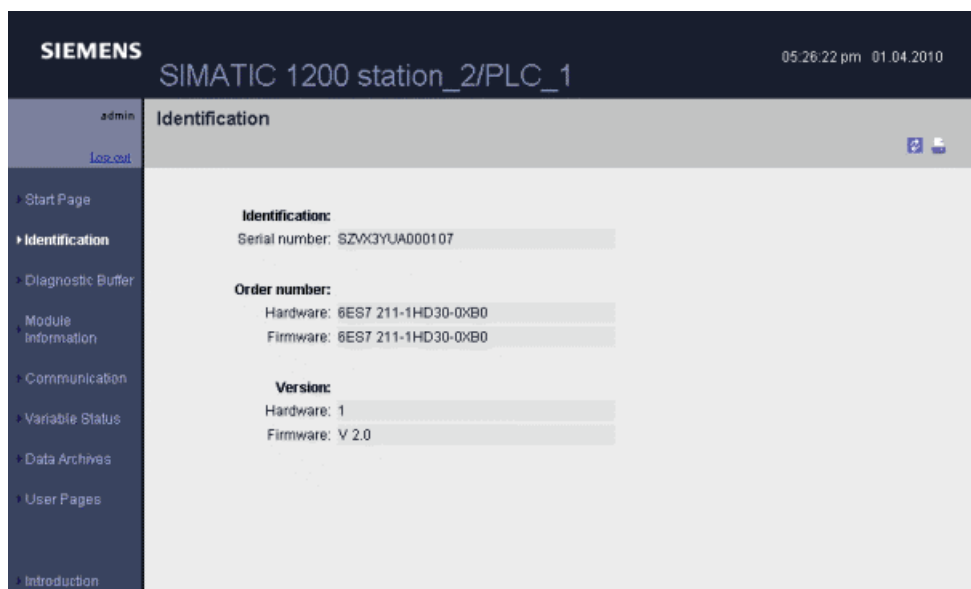 SIEMENS
SIMATIC 1200 station_2/PLC_1
05:26:22 pm 01.04.2010
admin
Log out
Identification
Start Page
Identification
Diagnostic Buffer
Module
Information
Communication
Variable Status
Data Archives
User Pages
Introduction
Identification:
Serial number: SZVX3YUA000107
Order number:
Hardware: 6ES7 211-1HD30-0XB0
Firmware: 6ES7 211-1HD30-0XB0
Version:
Hardware: 1
Firmware: V 2.0